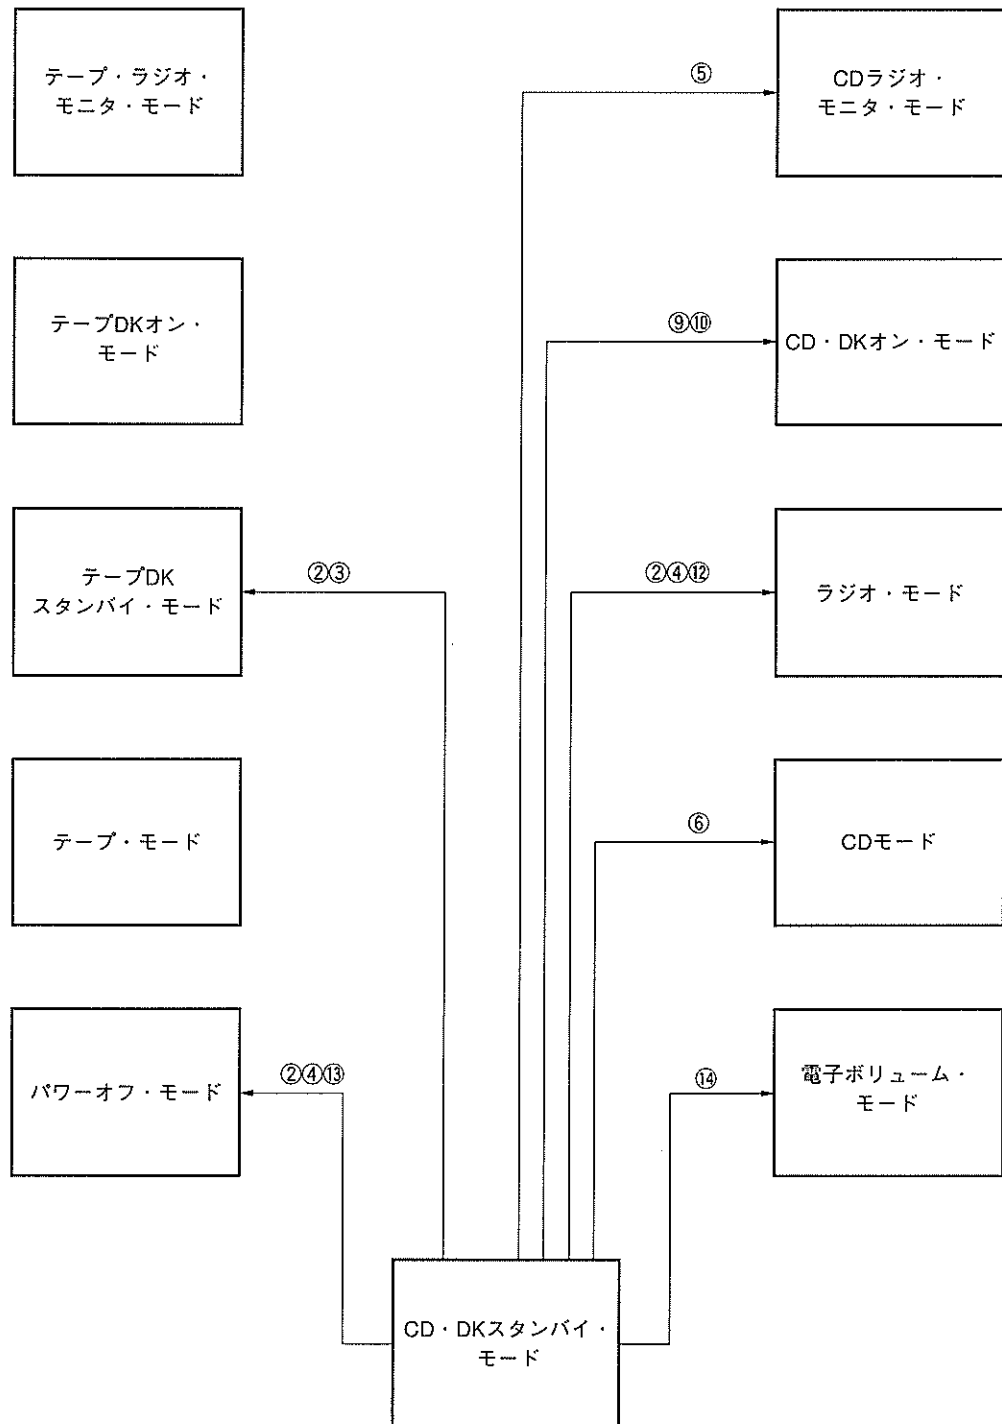 テープ・ラジオ・
モニタ・モード
⑤
CDラジオ・
モニタ・モード
テープDKオン・
モード
⑨⑩
CD・DKオン・モード
テープDK
スタンバイ・モード
②③
②④⑫
ラジオ・モード
テープ・モード
⑥
CDモード
パワーオフ・モード
②④⑬
⑭
電子ボリューム・
モード
CD・DKスタンバイ・
モード